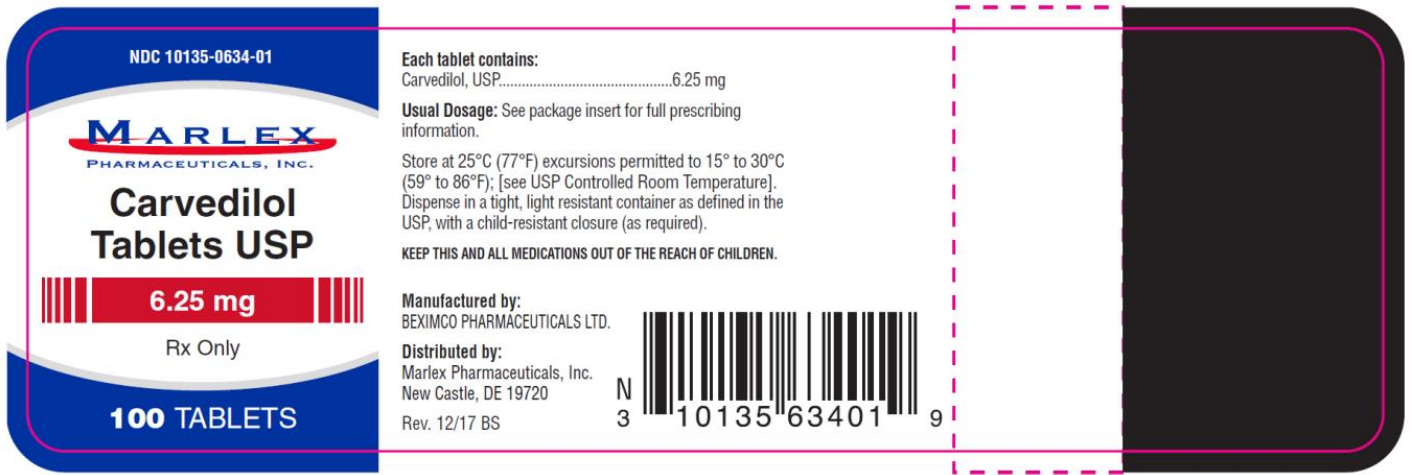 NDC 10135-0634-01
MARLEX
PHARMACEUTICALS, INC.
Carvedilol
Tablets USP
6.25 mg
Rx Only
100 TABLETS
Each tablet contains:
Carvedilol, USP..............................................6.25 mg
Usual Dosage: See package insert for full prescribing
information.
Store at 25°C (77°F) excursions permitted to 15° to 30°C
(59° to 86°F); [see USP Controlled Room Temperature].
Dispense in a tight, light resistant container as defined in the
USP, with a child-resistant closure (as required).
KEEP THIS AND ALL MEDICATIONS OUT OF THE REACH OF CHILDREN.
Manufactured by:
BEXIMCO PHARMACEUTICALS LTD.
Distributed by:
Marlex Pharmaceuticals, Inc.
New Castle, DE 19720
Rev. 12/17 BS
N
3 10135 63401 9